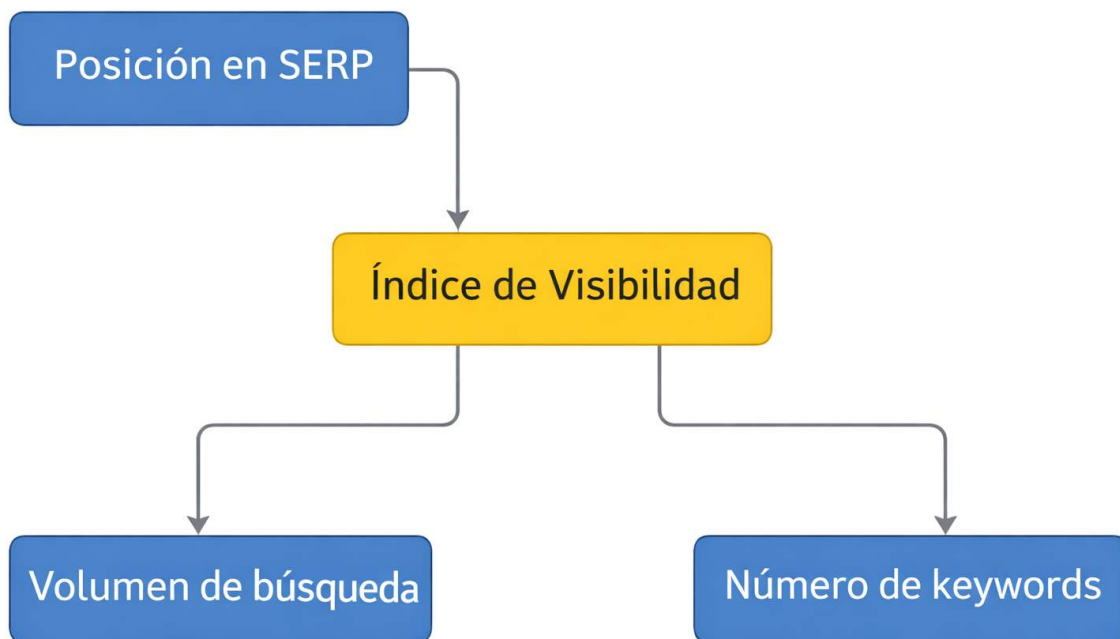 Posición en SERP
Índice de Visibilidad
Volumen de búsqueda
Número de keywords